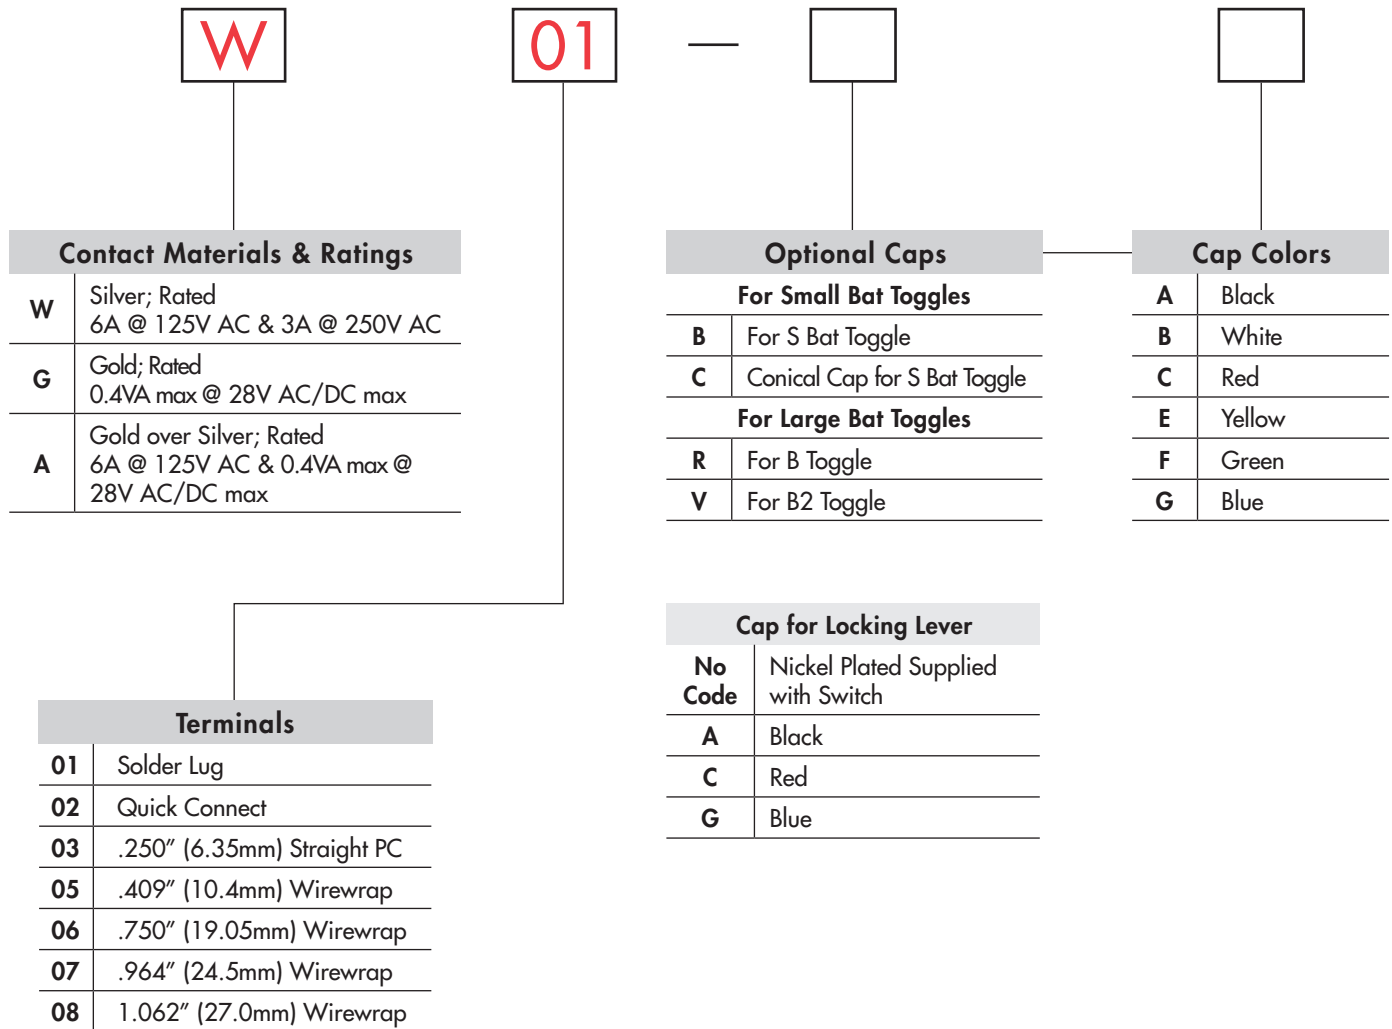 W 01 —
Contact Materials & Ratings
W Silver; Rated
6A @ 125V AC & 3A @ 250V AC
G Gold; Rated
0.4VA max @ 28V AC/DC max
A Gold over Silver; Rated
6A @ 125V AC & 0.4VA max @
28V AC/DC max
Terminals
01 Solder Lug
02 Quick Connect
03 .250″ (6.35mm) Straight PC
05 .409″ (10.4mm) Wirewrap
06 .750″ (19.05mm) Wirewrap
07 .964″ (24.5mm) Wirewrap
08 1.062″ (27.0mm) Wirewrap
Optional Caps
For Small Bat Toggles
B For S Bat Toggle
C Conical Cap for S Bat Toggle
For Large Bat Toggles
R For B Toggle
V For B2 Toggle
Cap for Locking Lever
No Code Nickel Plated Supplied
with Switch
A Black
C Red
G Blue
Cap Colors
A Black
B White
C Red
E Yellow
F Green
G Blue